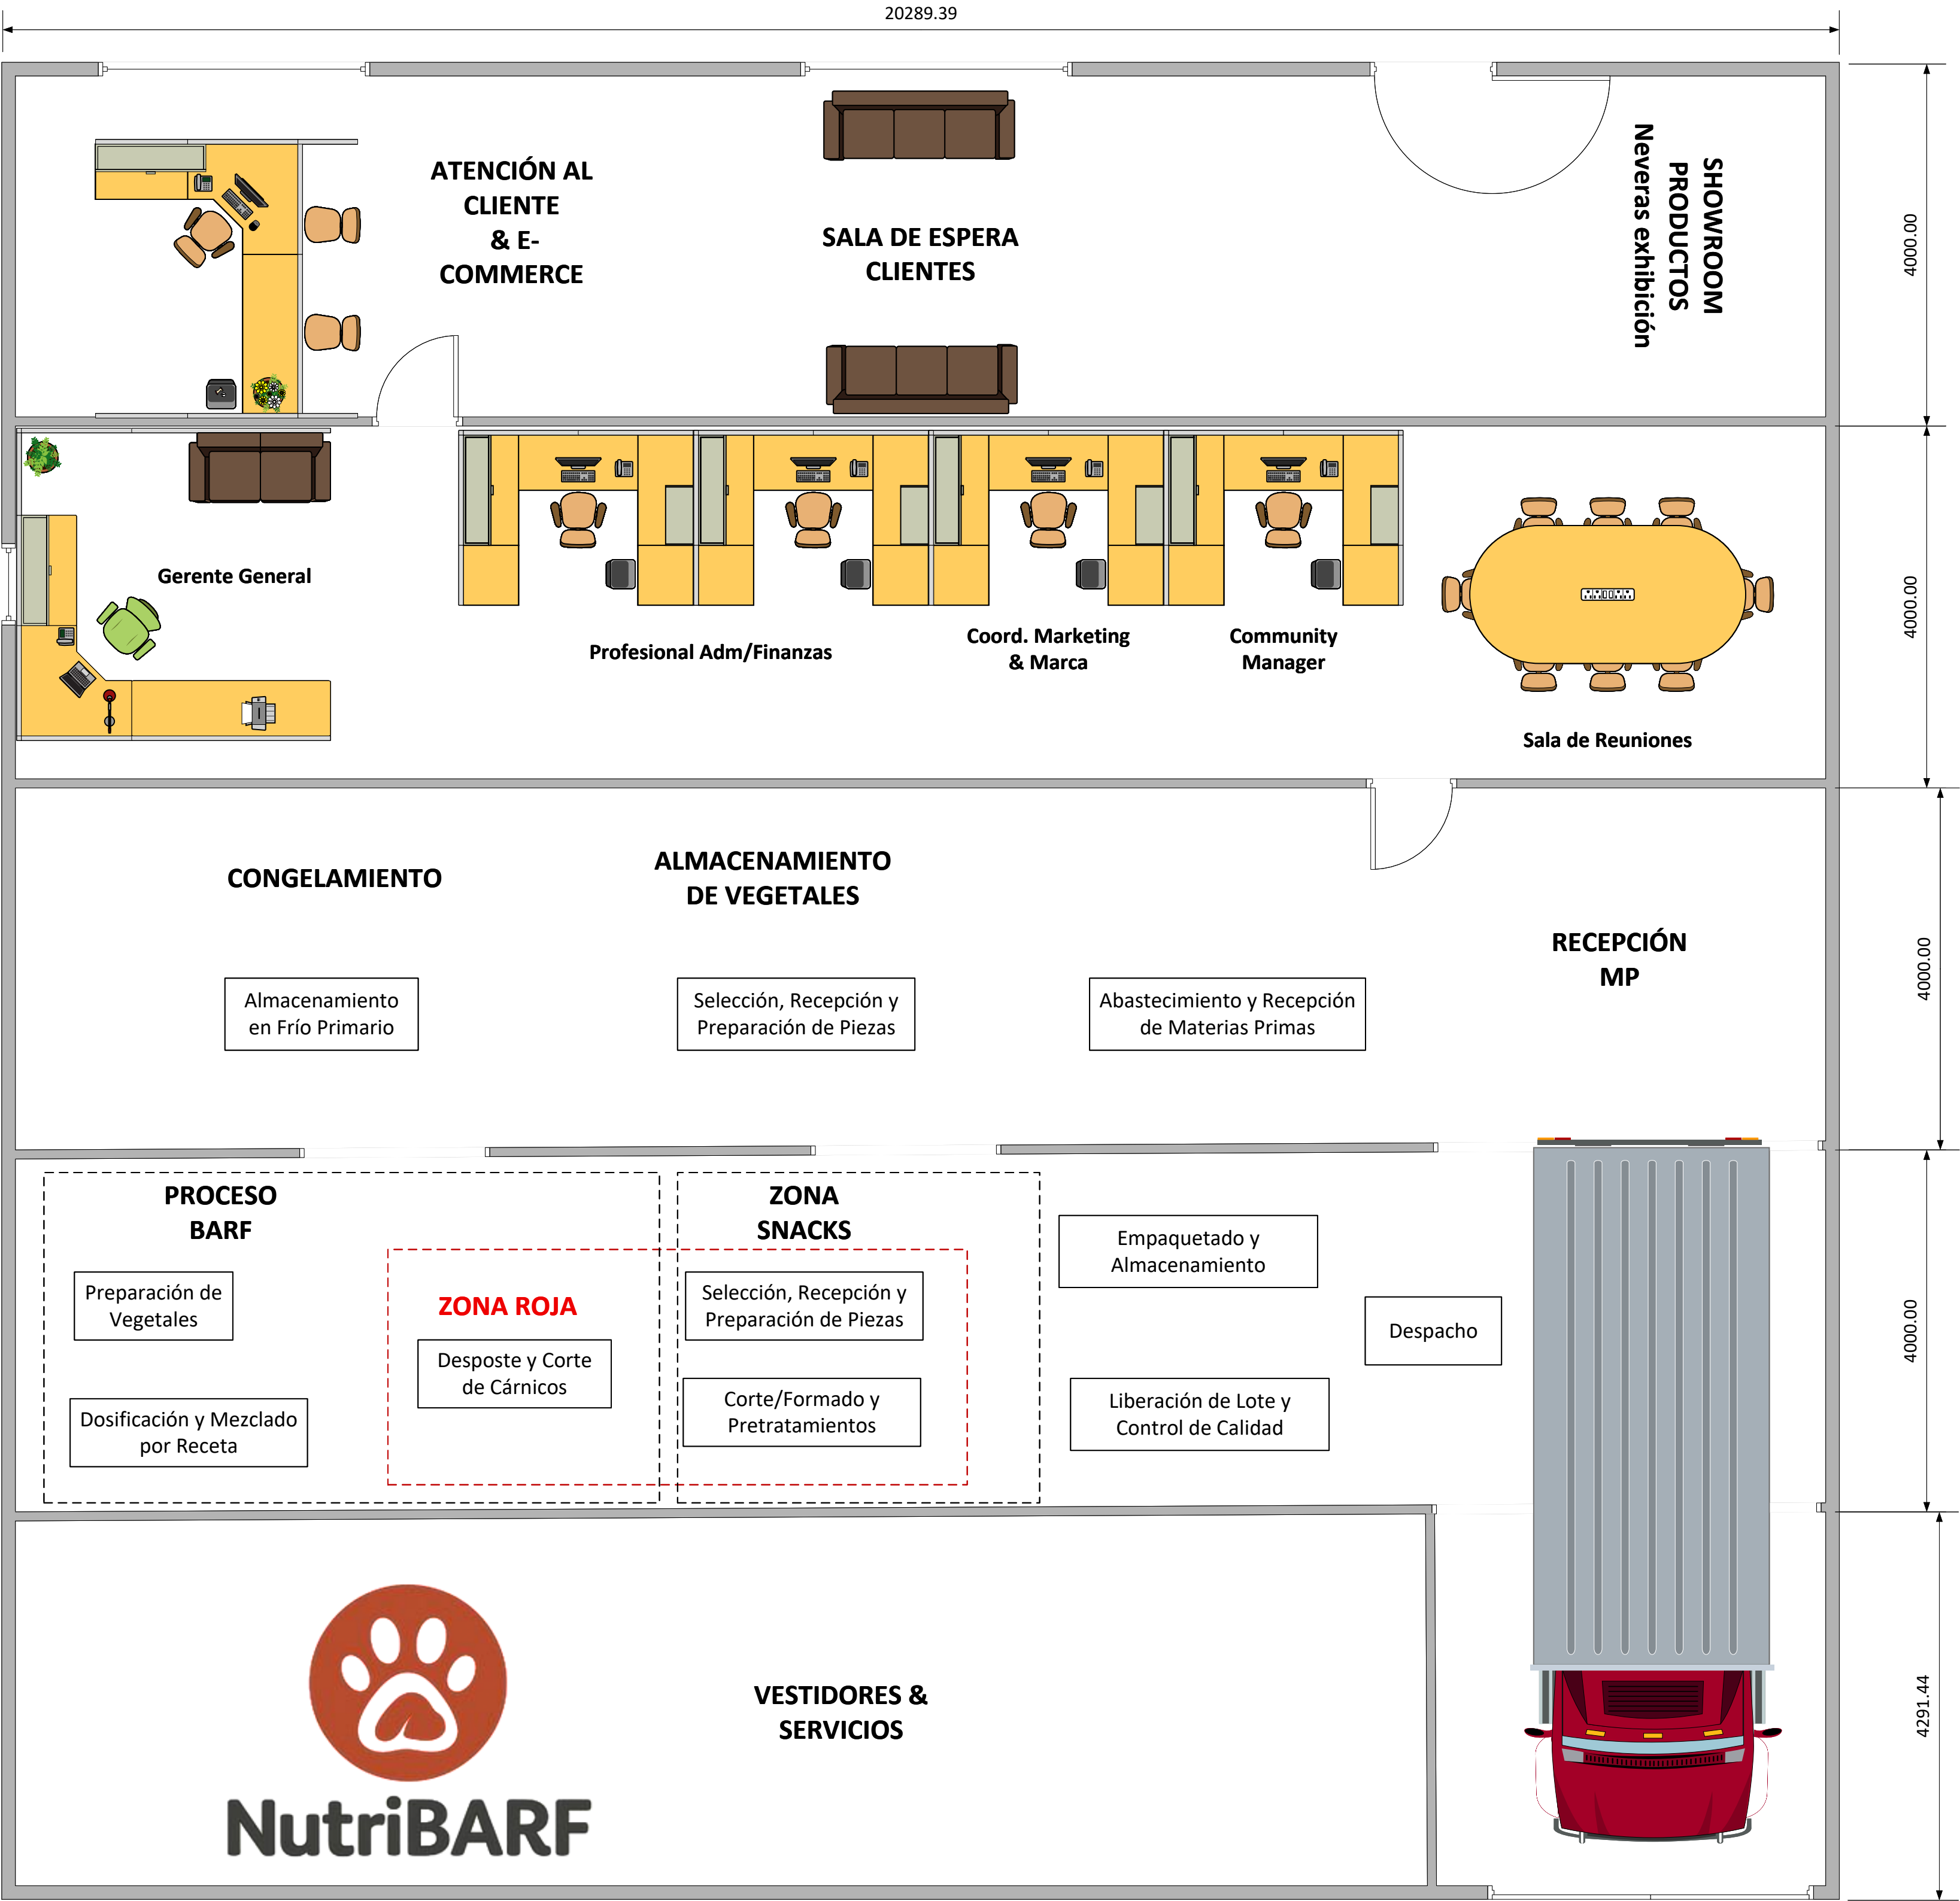 20289.39
ATENCIÓN AL
CLIENTE
& E-
COMMERCE
SALA DE ESPERA
CLIENTES
SHOWROOM
PRODUCTOS
Neveras exhibición
4000.00
Gerente General
Profesional Adm/Finanzas
Coord. Marketing
& Marca
Community
Manager
Sala de Reuniones
4000.00
CONGELAMIENTO
ALMACENAMIENTO
DE VEGETALES
RECEPCIÓN
MP
Almacenamiento
en Frío Primario
Selección, Recepción y
Preparación de Piezas
Abastecimiento y Recepción
de Materias Primas
4000.00
PROCESO
BARF
ZONA
SNACKS
Empaquetado y
Almacenamiento
Preparación de
Vegetales
ZONA ROJA
Selección, Recepción y
Preparación de Piezas
Despacho
Desposte y Corte
de Cárnicos
Dosificación y Mezclado
por Receta
Corte/Formado y
Pretratamientos
Liberación de Lote y
Control de Calidad
4000.00
NutriBARF
VESTIDORES &
SERVICIOS
4291.44